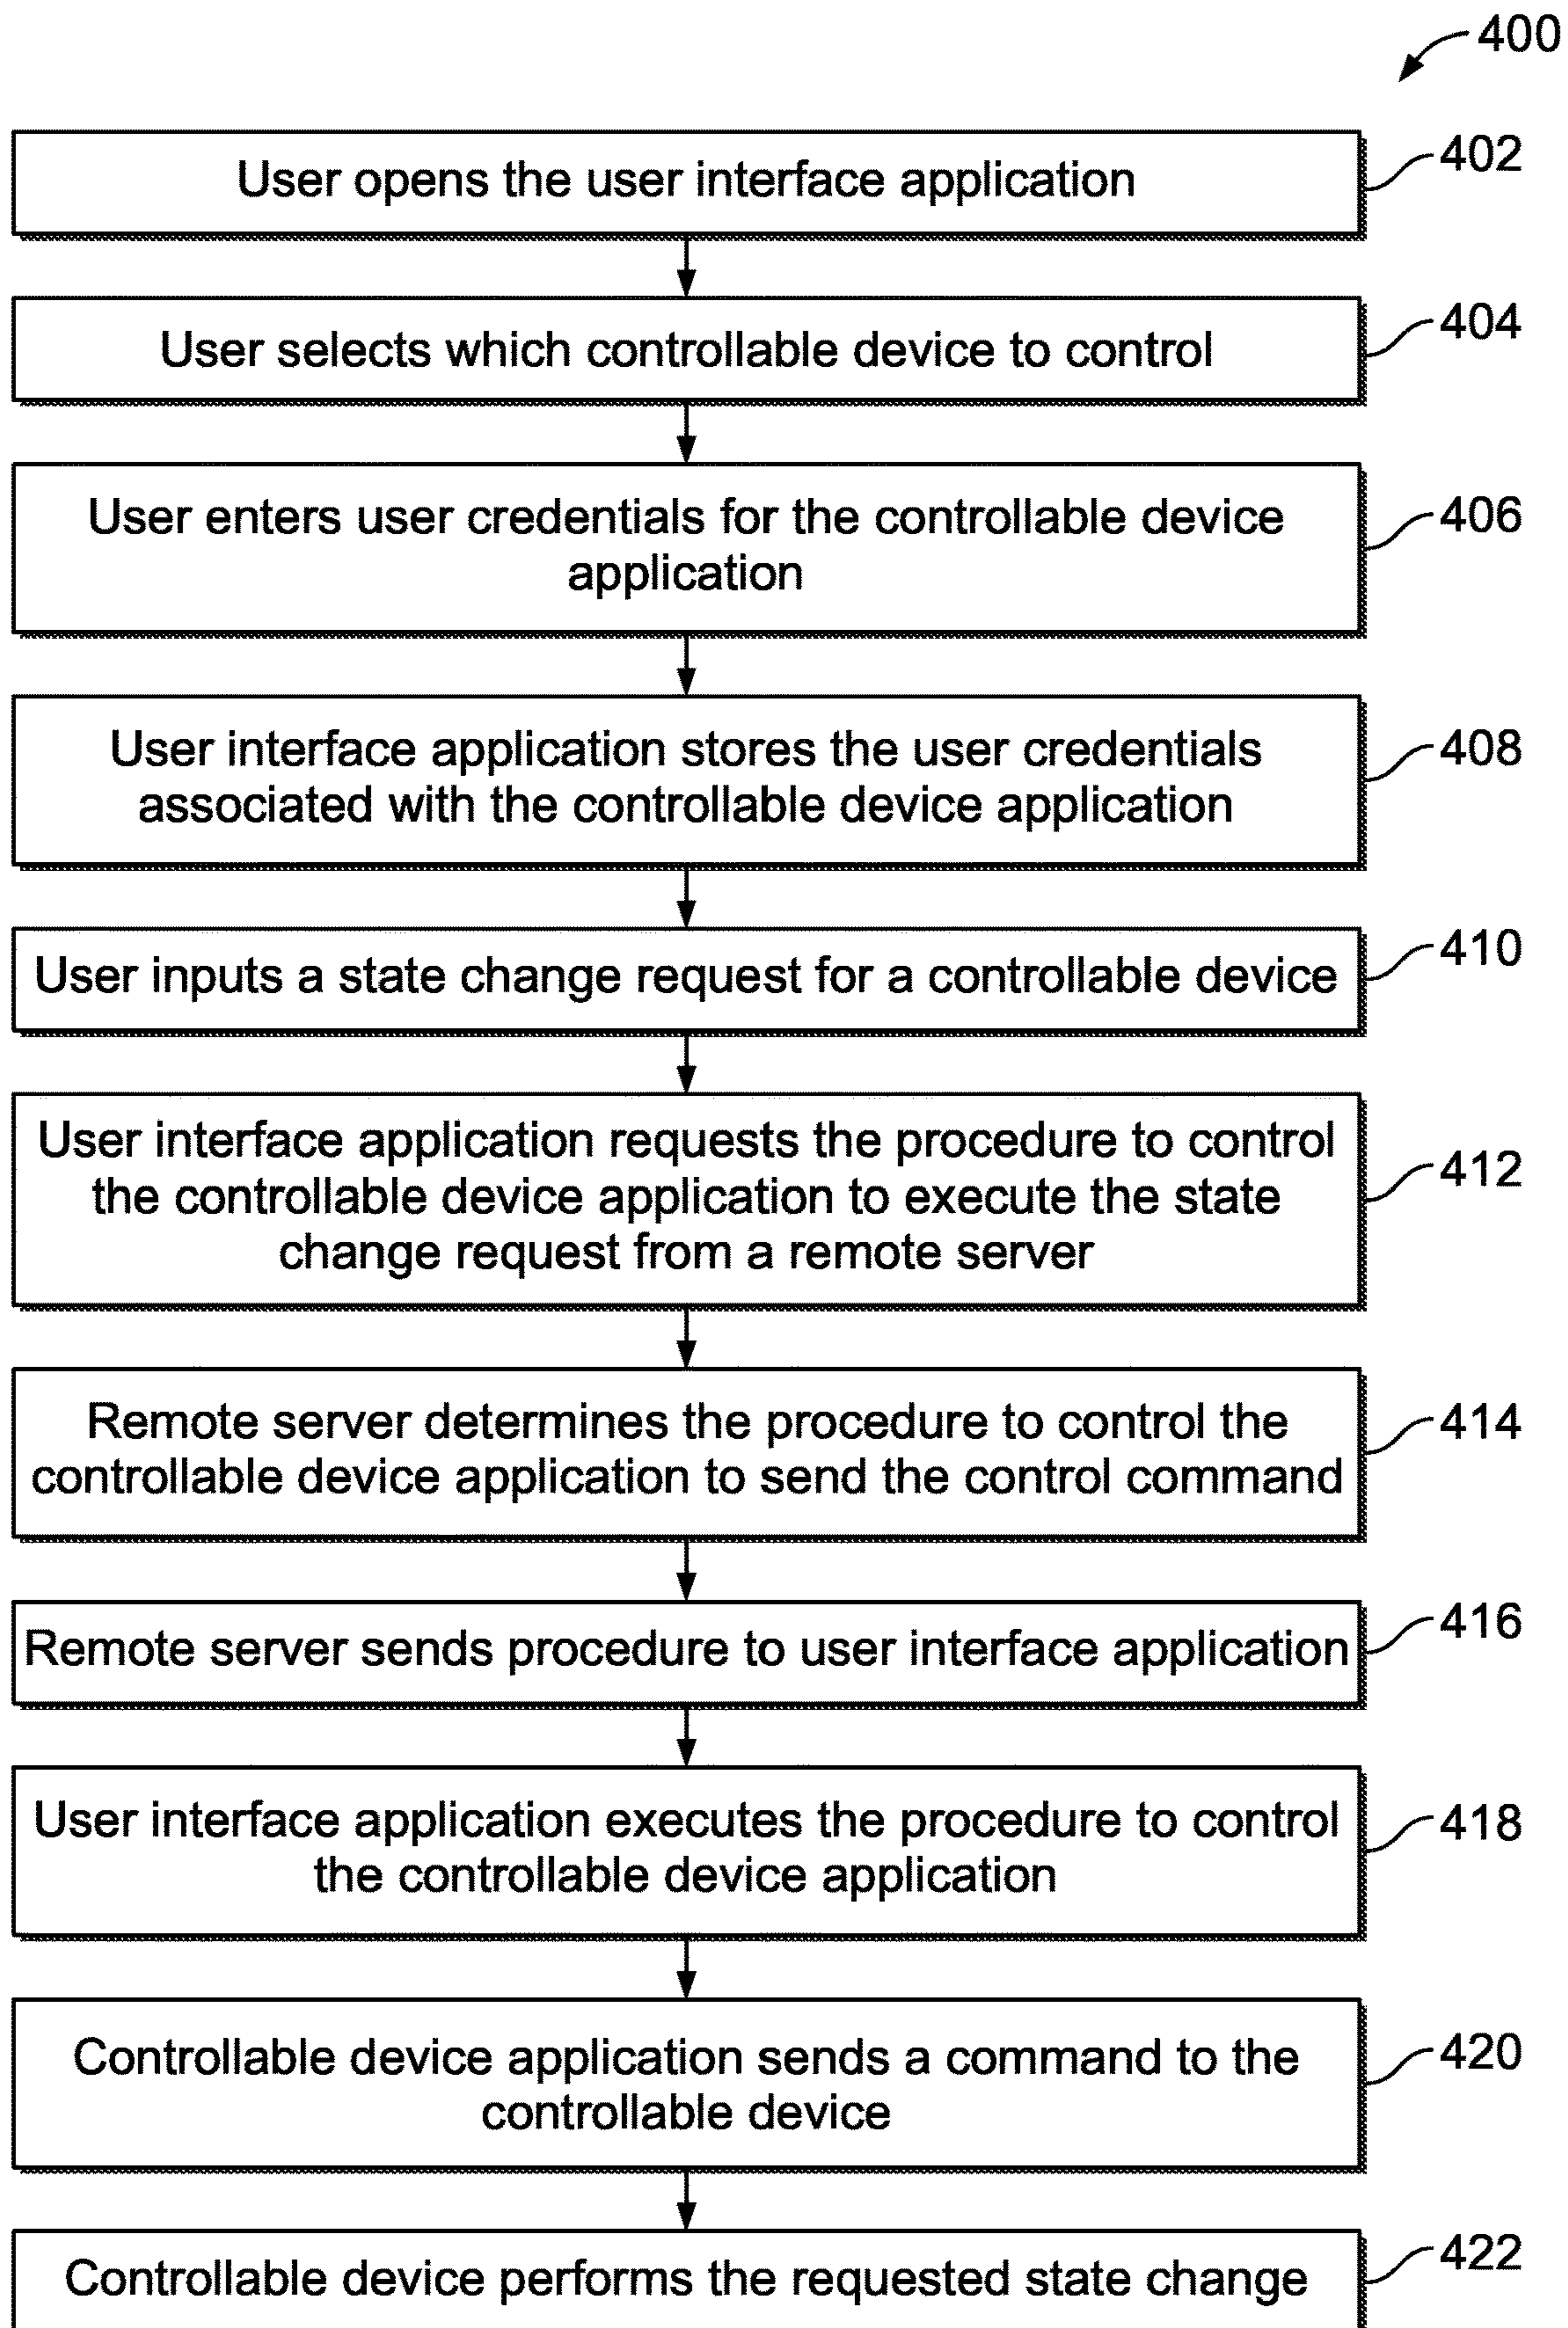 400
User opens the user interface application
402
User selects which controllable device to control
404
User enters user credentials for the controllable device
application
406
User interface application stores the user credentials
associated with the controllable device application
408
User inputs a state change request for a controllable device
410
User interface application requests the procedure to control
the controllable device application to execute the state
change request from a remote server
412
Remote server determines the procedure to control the
controllable device application to send the control command
414
Remote server sends procedure to user interface application
416
User interface application executes the procedure to control
the controllable device application
418
Controllable device application sends a command to the
controllable device
420
Controllable device performs the requested state change
422